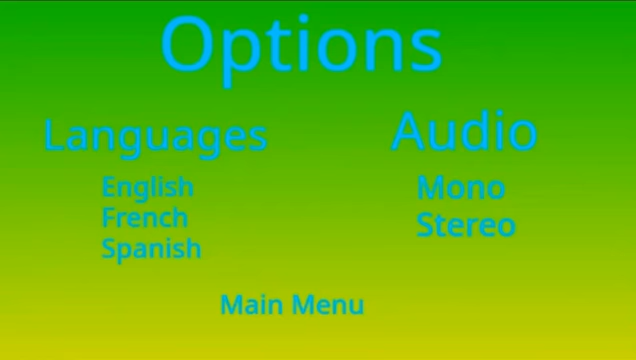 Options
Languages
English
French
Spanish
Audio
Mono
Stereo
Main Menu